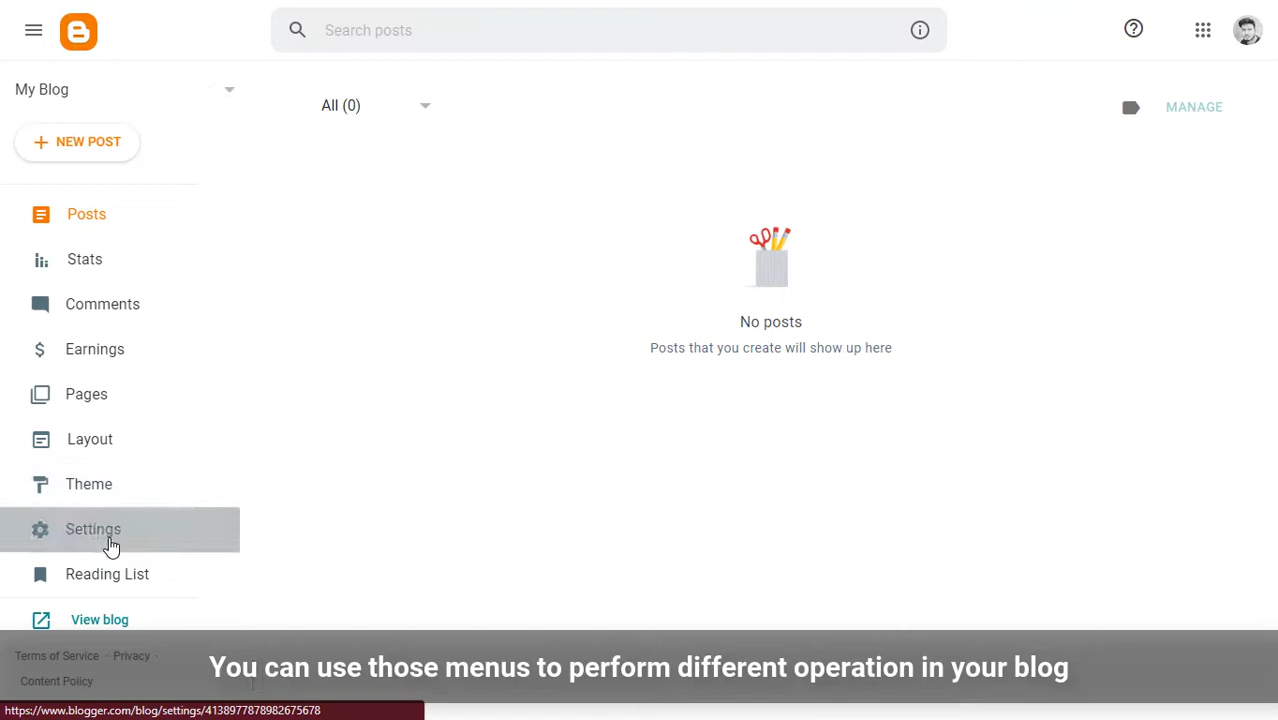 Search posts
My Blog
All (0)
MANAGE
NEW POST
Posts
Stats
Comments
Earnings
Pages
Layout
Theme
Settings
Reading List
View blog
No posts
Posts that you create will show up here
Terms of Service · Privacy ·
Content Policy
You can use those menus to perform different operation in your blog
https://www.blogger.com/blog/settings/4138977878982675678